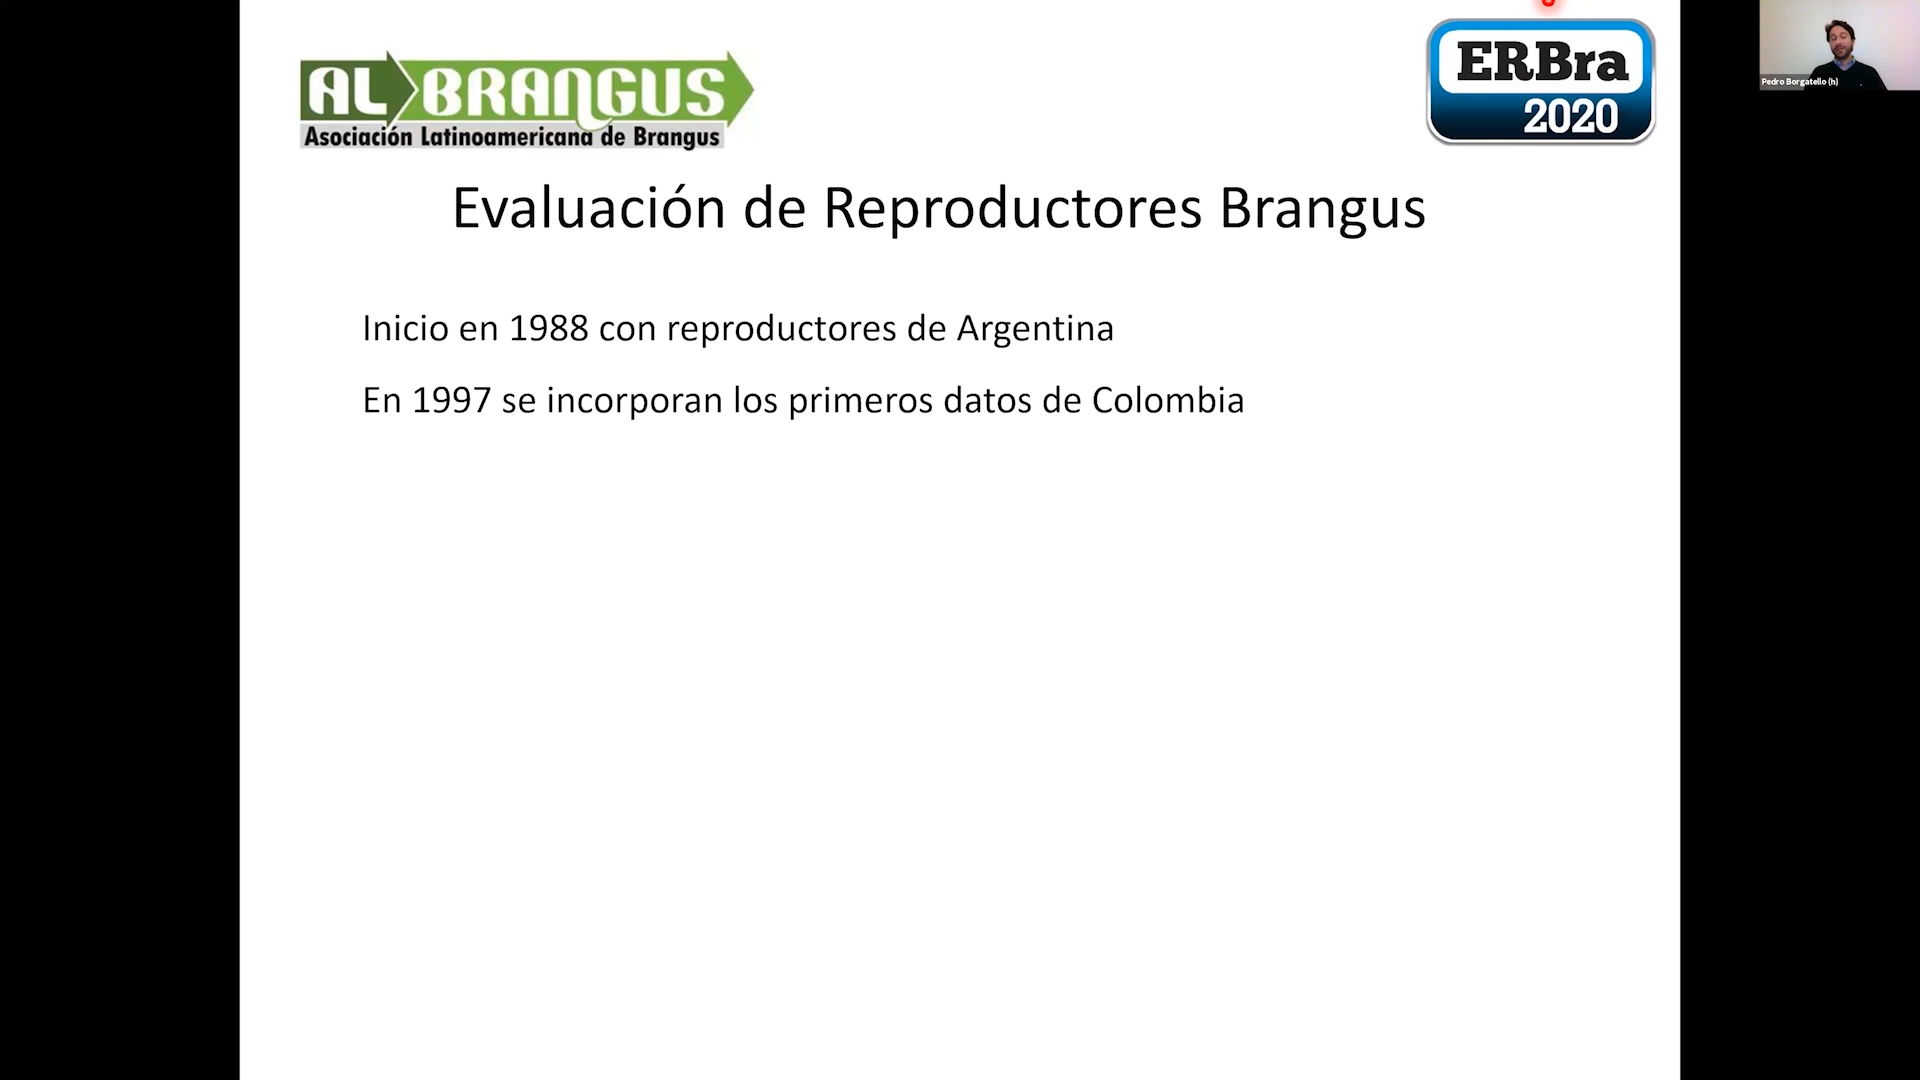 AL BRANGUS
Asociación Latinoamericana de Brangus
ERBra
2020
Pedro Borgatello (h)
Evaluación de Reproductores Brangus
Inicio en 1988 con reproductores de Argentina
En 1997 se incorporan los primeros datos de Colombia